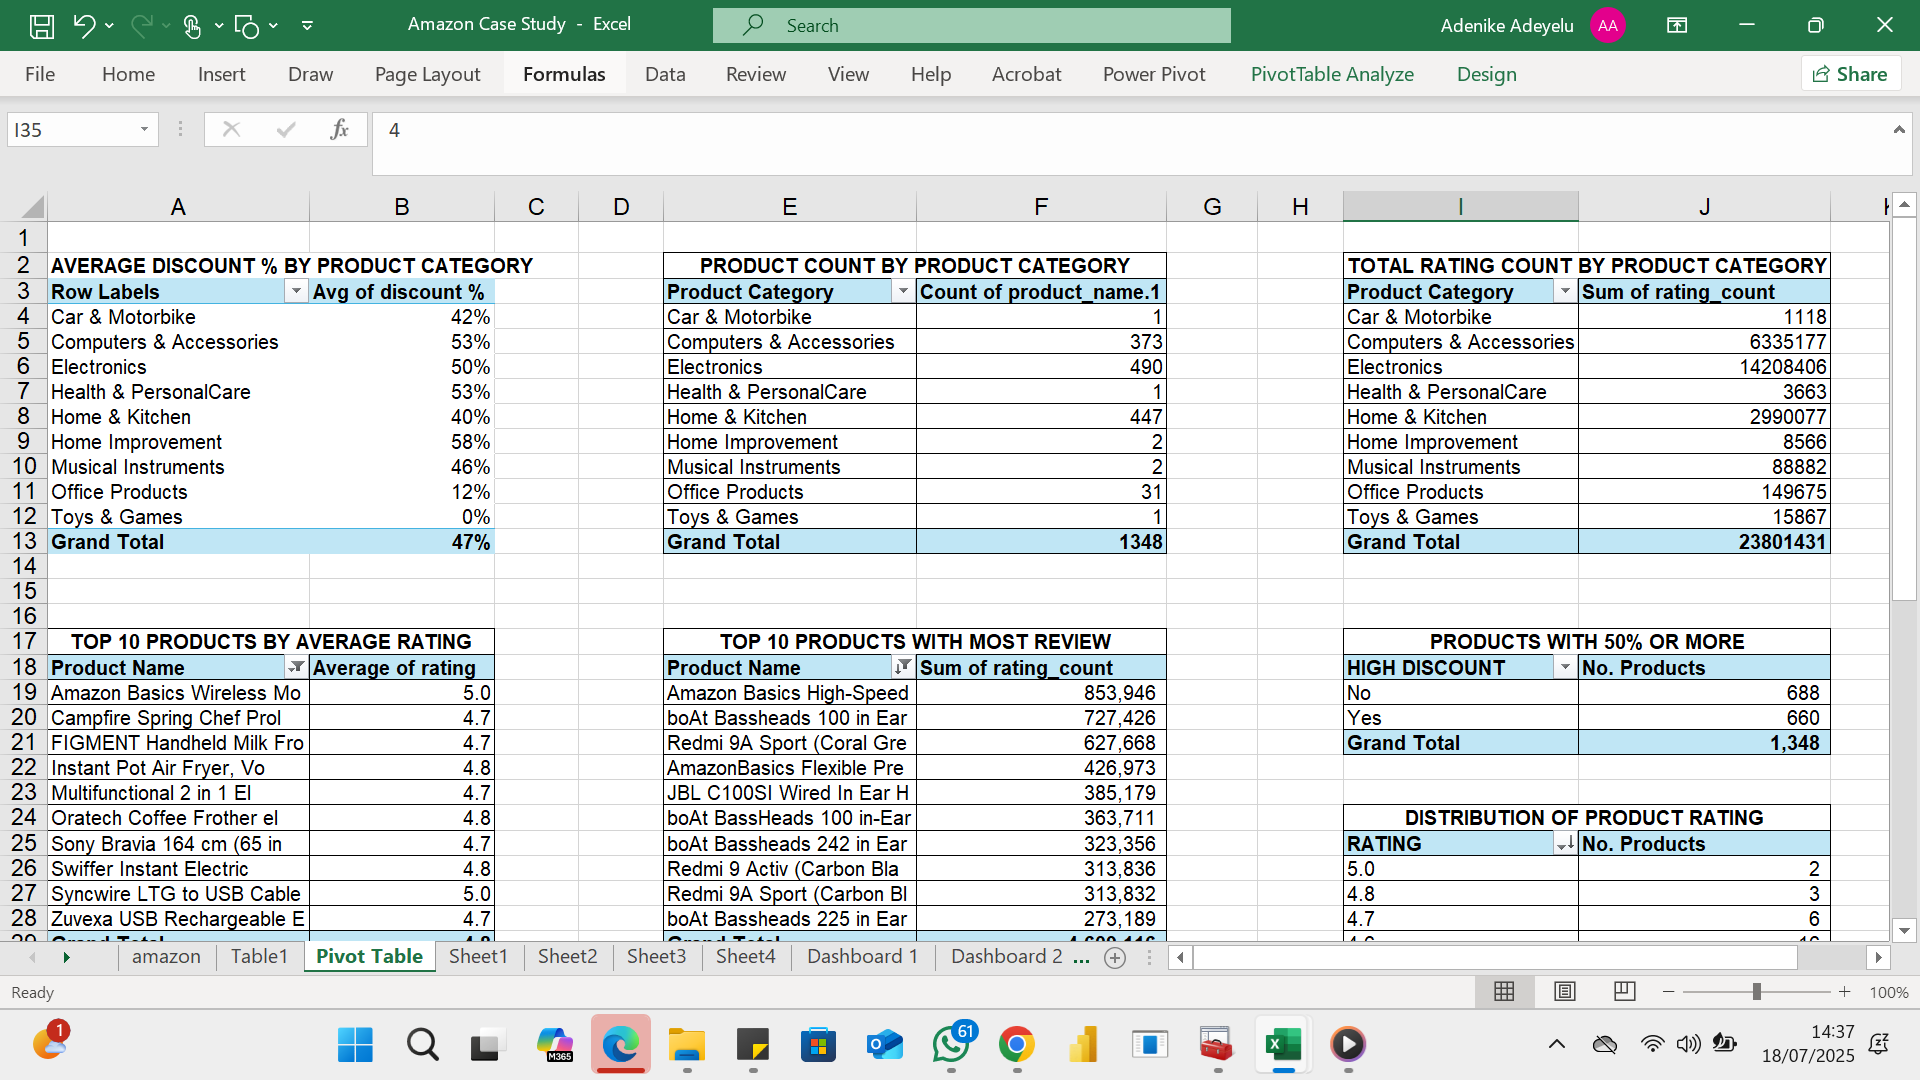 Amazon Case Study - Excel
Search
Adenike Adeyelu AA
File Home Insert Draw Page Layout Formulas Data Review View Help Acrobat Power Pivot PivotTable Analyze Design Share
I35 fx 4
A B C D E F G H I J
1
2 AVERAGE DISCOUNT % BY PRODUCT CATEGORY PRODUCT COUNT BY PRODUCT CATEGORY TOTAL RATING COUNT BY PRODUCT CATEGORY
3 Row Labels Avg of discount % Product Category Count of product_name.1 Product Category Sum of rating_count
4 Car & Motorbike 42% Car & Motorbike 1 Car & Motorbike 1118
5 Computers & Accessories 53% Computers & Accessories 373 Computers & Accessories 6335177
6 Electronics 50% Electronics 490 Electronics 14208406
7 Health & PersonalCare 53% Health & PersonalCare 1 Health & PersonalCare 3663
8 Home & Kitchen 40% Home & Kitchen 447 Home & Kitchen 2990077
9 Home Improvement 58% Home Improvement 2 Home Improvement 8566
10 Musical Instruments 46% Musical Instruments 2 Musical Instruments 88882
11 Office Products 12% Office Products 31 Office Products 149675
12 Toys & Games 0% Toys & Games 1 Toys & Games 15867
13 Grand Total 47% Grand Total 1348 Grand Total 23801431
14
15
16
17 TOP 10 PRODUCTS BY AVERAGE RATING TOP 10 PRODUCTS WITH MOST REVIEW PRODUCTS WITH 50% OR MORE
18 Product Name Average of rating Product Name Sum of rating_count HIGH DISCOUNT No. Products
19 Amazon Basics Wireless Mo 5.0 Amazon Basics High-Speed 853,946 No 688
20 Campfire Spring Chef Prol 4.7 boAt Bassheads 100 in Ear 727,426 Yes 660
21 FIGMENT Handheld Milk Fro 4.7 Redmi 9A Sport (Coral Gre 627,668 Grand Total 1,348
22 Instant Pot Air Fryer, Vo 4.8 AmazonBasics Flexible Pre 426,973
23 Multifunctional 2 in 1 El 4.7 JBL C100SI Wired In Ear H 385,179
24 Oratech Coffee Frother el 4.8 boAt BassHeads 100 in-Ear 363,711 DISTRIBUTION OF PRODUCT RATING
25 Sony Bravia 164 cm (65 in 4.7 boAt Bassheads 242 in Ear 323,356 RATING No. Products
26 Swiffer Instant Electric 4.8 Redmi 9 Activ (Carbon Bla 313,836 5.0 2
27 Syncwire LTG to USB Cable 5.0 Redmi 9A Sport (Carbon Bl 313,832 4.8 3
28 Zuvexa USB Rechargeable E 4.7 boAt Bassheads 225 in Ear 273,189 4.7 6
amazon Table1 Pivot Table Sheet1 Sheet2 Sheet3 Sheet4 Dashboard 1 Dashboard 2 ...
Ready 100%
1 M365 61 14:37
18/07/2025